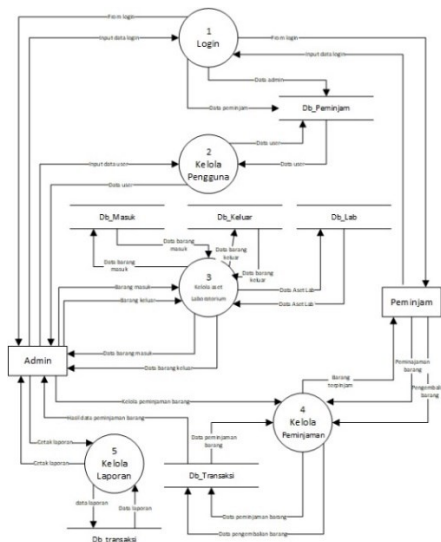 From login
Input data login
1
Login
From login
Input data login
Data admin
Data peminjam
Db_Peminjam
2
Kelola
Pengguna
Data user
Data user
Input data user
Data user
Db_Masuk
Db_Keluar
Db_Lab
Data barang
masuk
Data barang
masuk
Data barang
keluar
Data barang
keluar
3
Kelola aset
Laboratorium
Data Aset Lab
Data Aset Lab
Barang masuk
Barang keluar
Peminjam
Admin
Data barang masuk
Data barang keluar
Barang
terpinjam
Peminajaman
barang
Pengembalian
barang
Kelola peminjaman barang
4
Kelola
Peminjaman
Hasil data peminjaman barang
Data peminjaman
barang
Cetak laporan
Cetak laporan
5
Kelola
Laporan
Db_Transaksi
Data peminjaman barang
Data pengembalian barang
data laporan
Data laporan
Db_transaksi